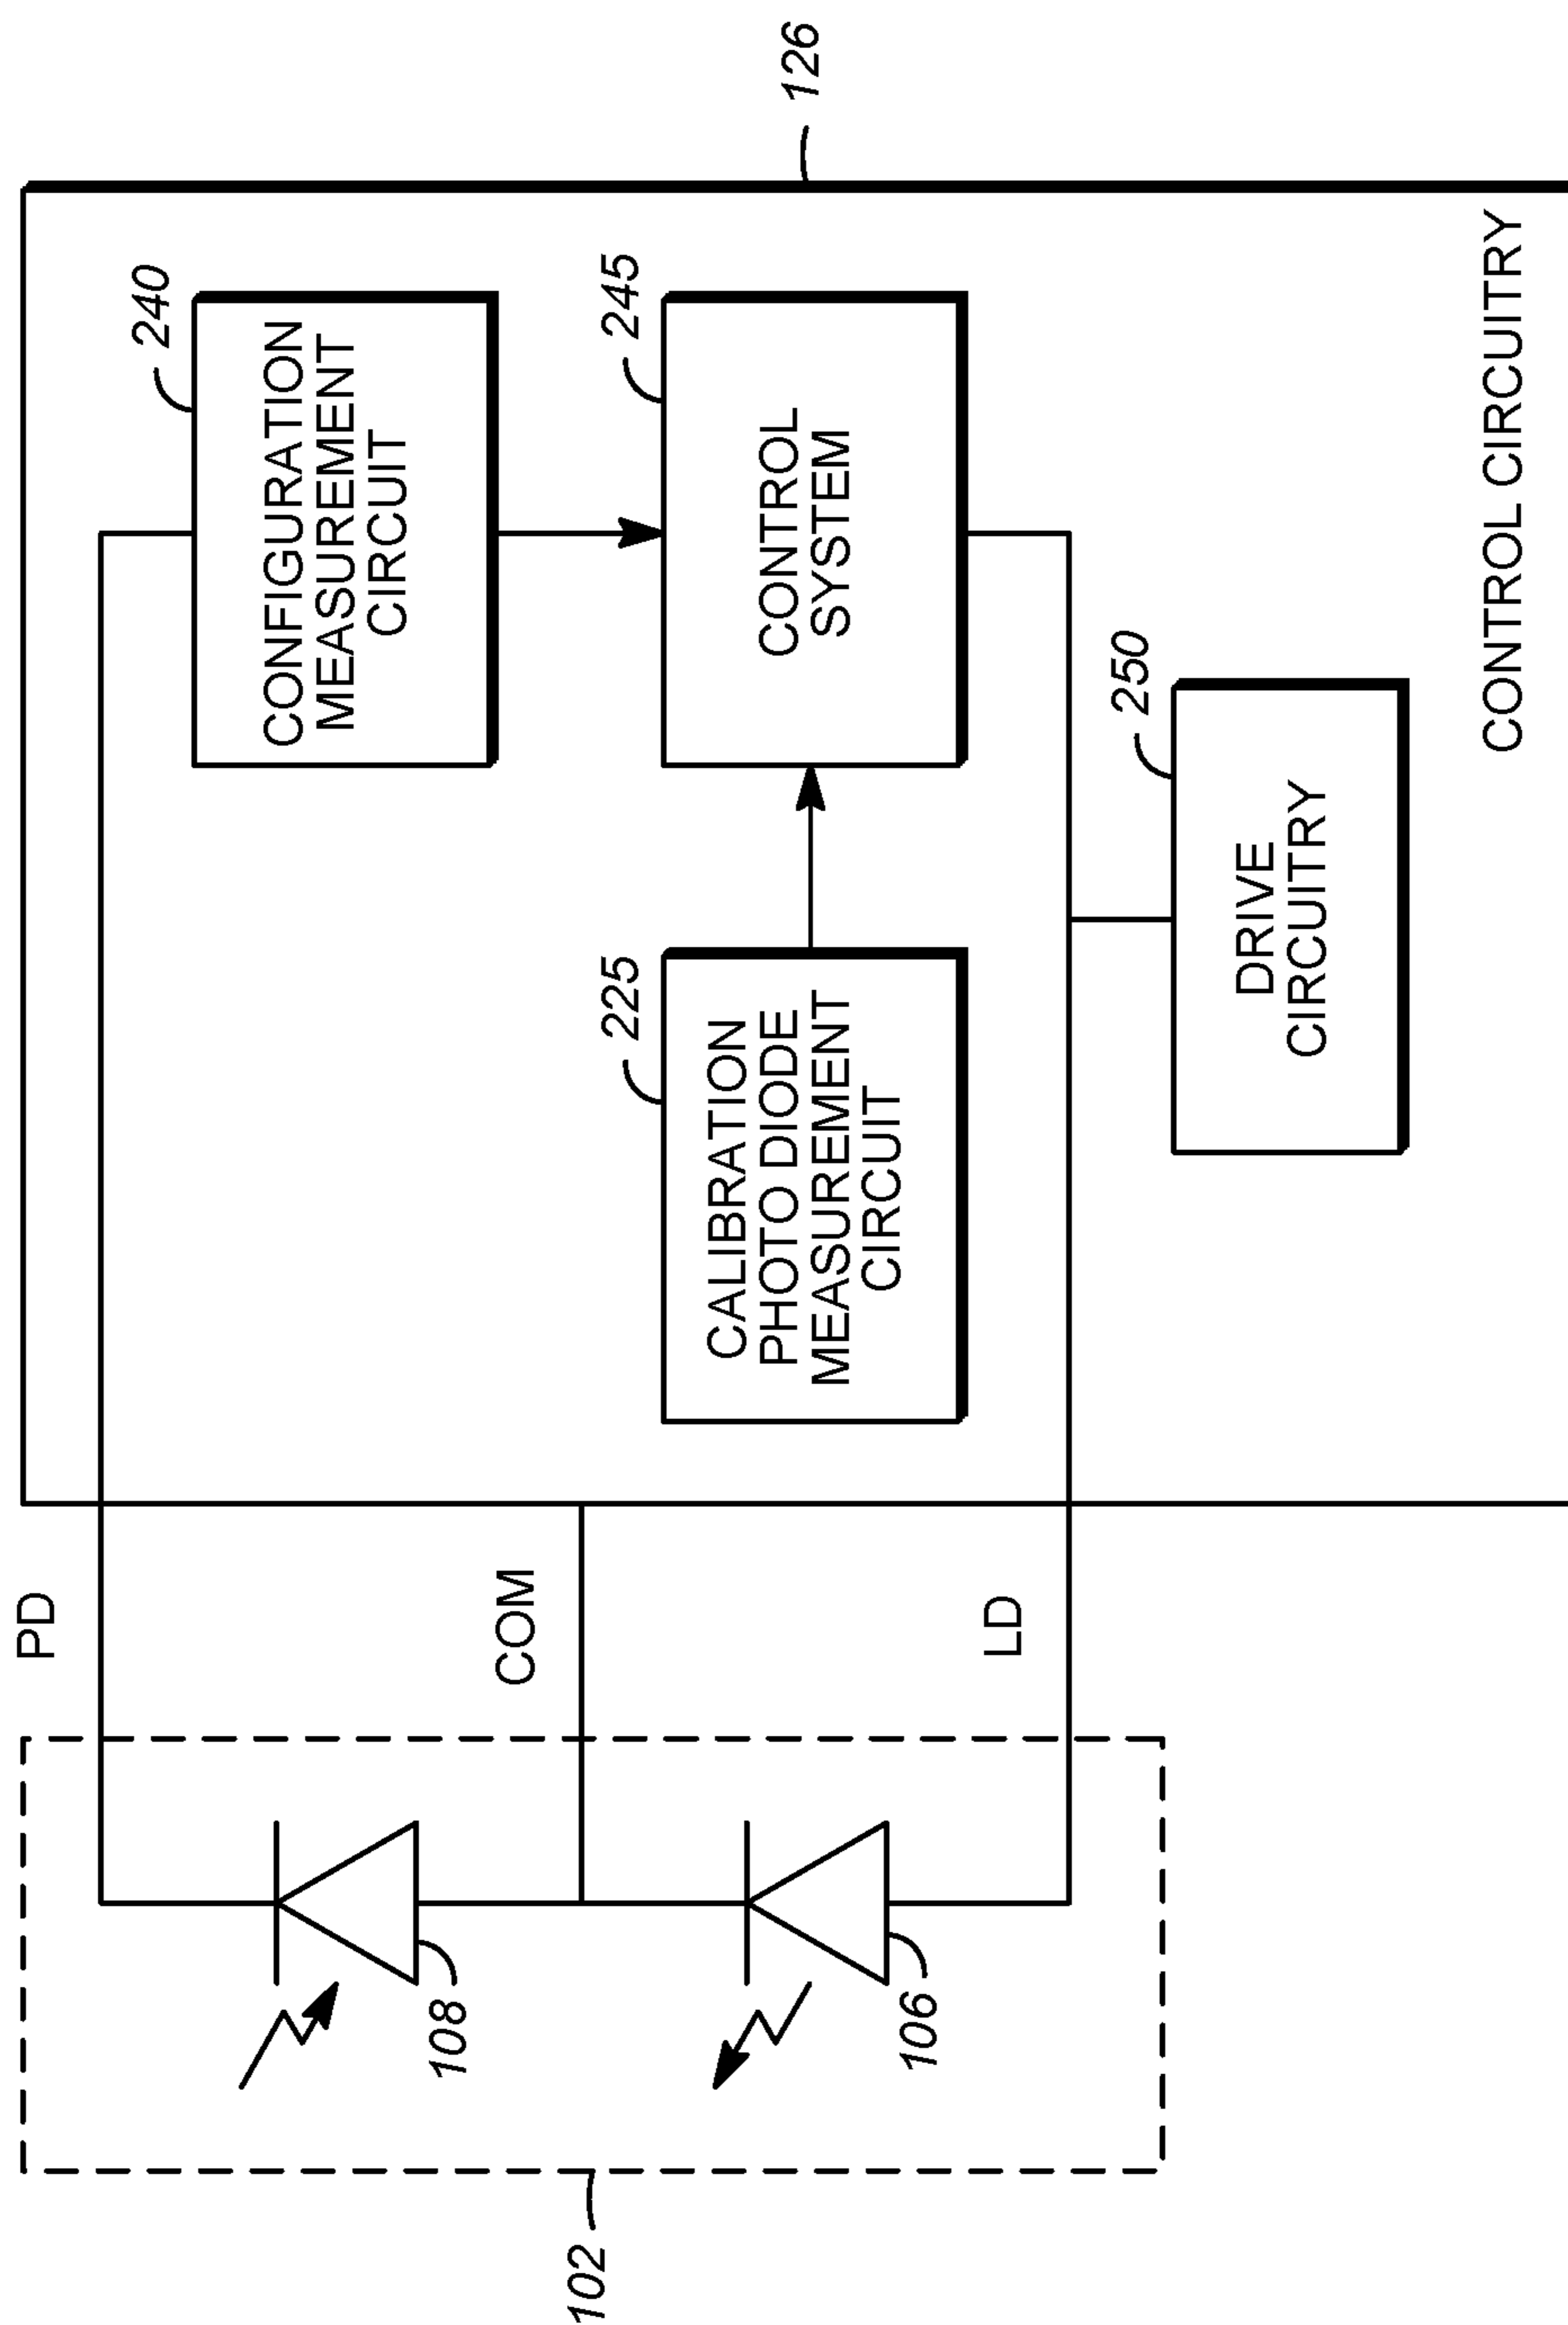 102
108
106
PD
COM
LD
CALIBRATION
PHOTO DIODE
MEASUREMENT
CIRCUIT
225
CONFIGURATION
MEASUREMENT
CIRCUIT
240
CONTROL
SYSTEM
245
DRIVE
CIRCUITRY
250
CONTROL CIRCUITRY
126